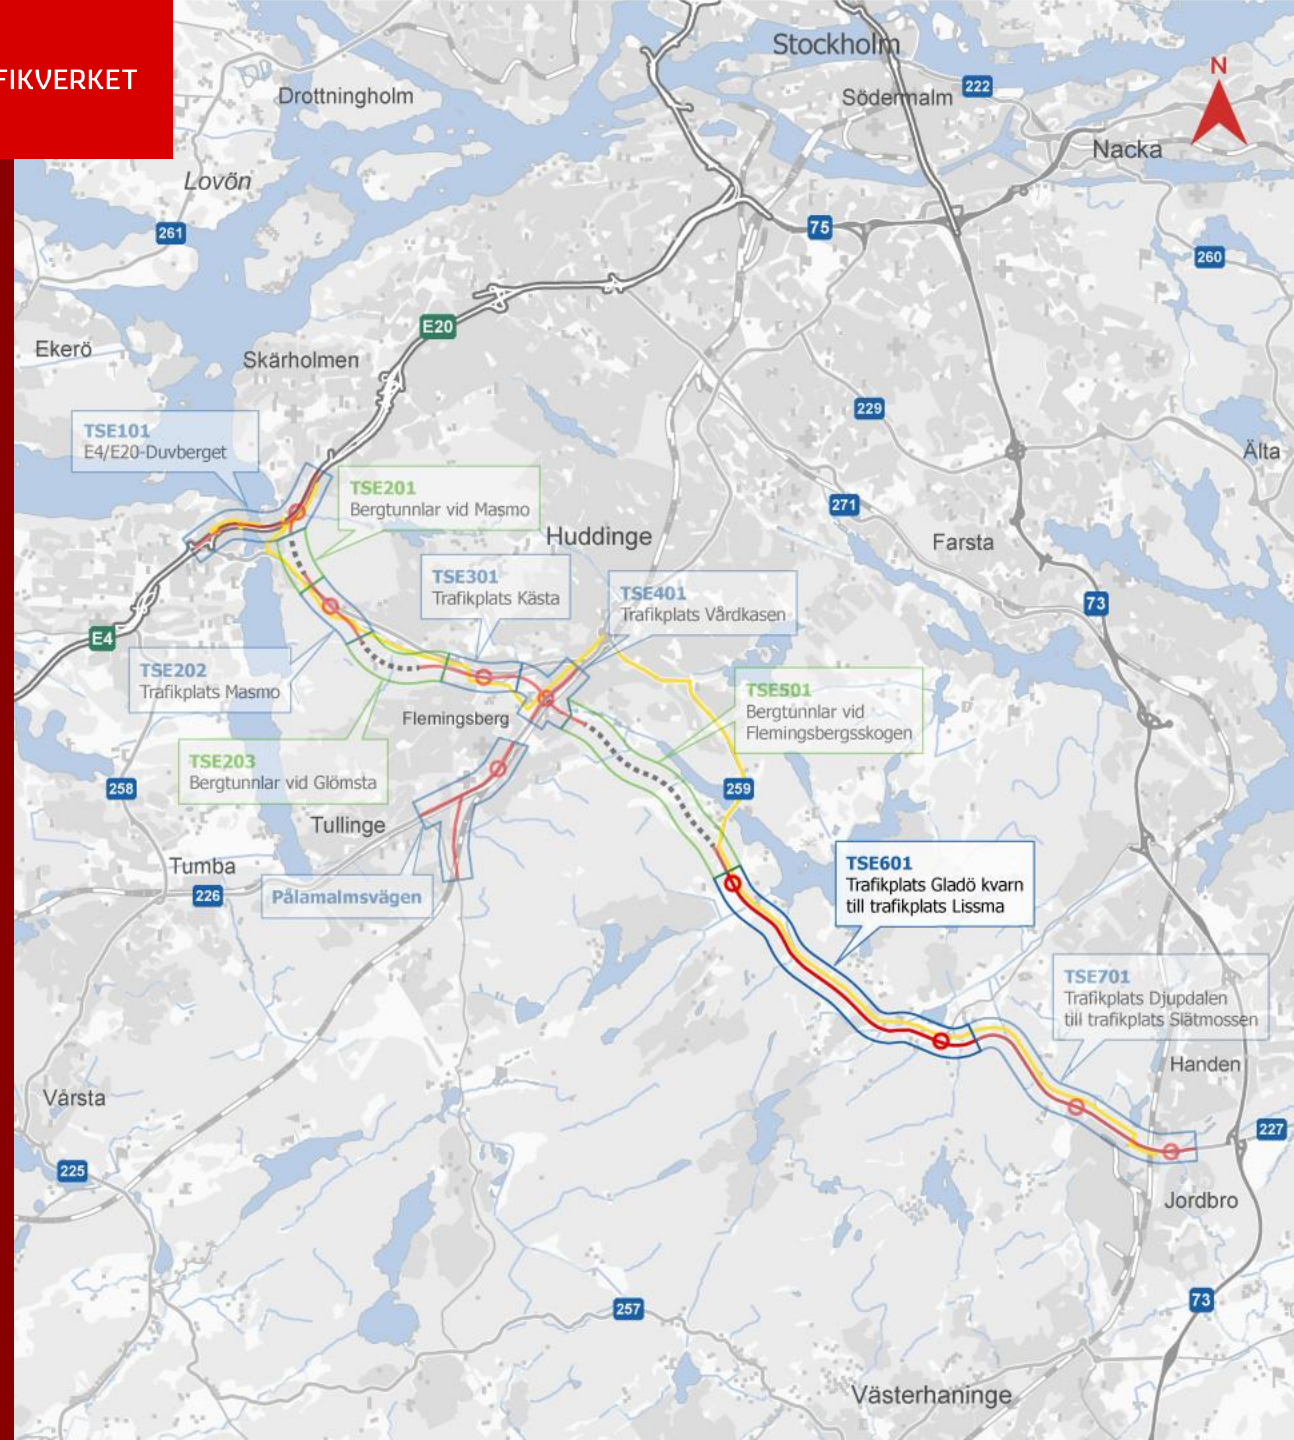 FIKVERKET
Stockholm
N
Drottningholm
Södermalm
222
Nacka
Lovön
261
75
260
E20
Ekerö
Skärholmen
229
TSE101
E4/E20-Duvberget
Älta
TSE201
Bergtunnlar vid Masmo
271
Huddinge
Farsta
TSE301
Trafikplats Kästa
TSE401
Trafikplats Vårdkasen
73
E4
TSE202
Trafikplats Masmo
TSE501
Bergtunnlar vid
Flemingsbergsskogen
Flemingsberg
TSE203
Bergtunnlar vid Glömsta
258
259
Tullinge
Tumba
226
Pålamalmsvägen
TSE601
Trafikplats Gladö kvarn
till trafikplats Lissma
TSE701
Trafikplats Djupdalen
till trafikplats Slätmossen
Handen
Vårsta
227
225
Jordbro
257
73
Västerhaninge